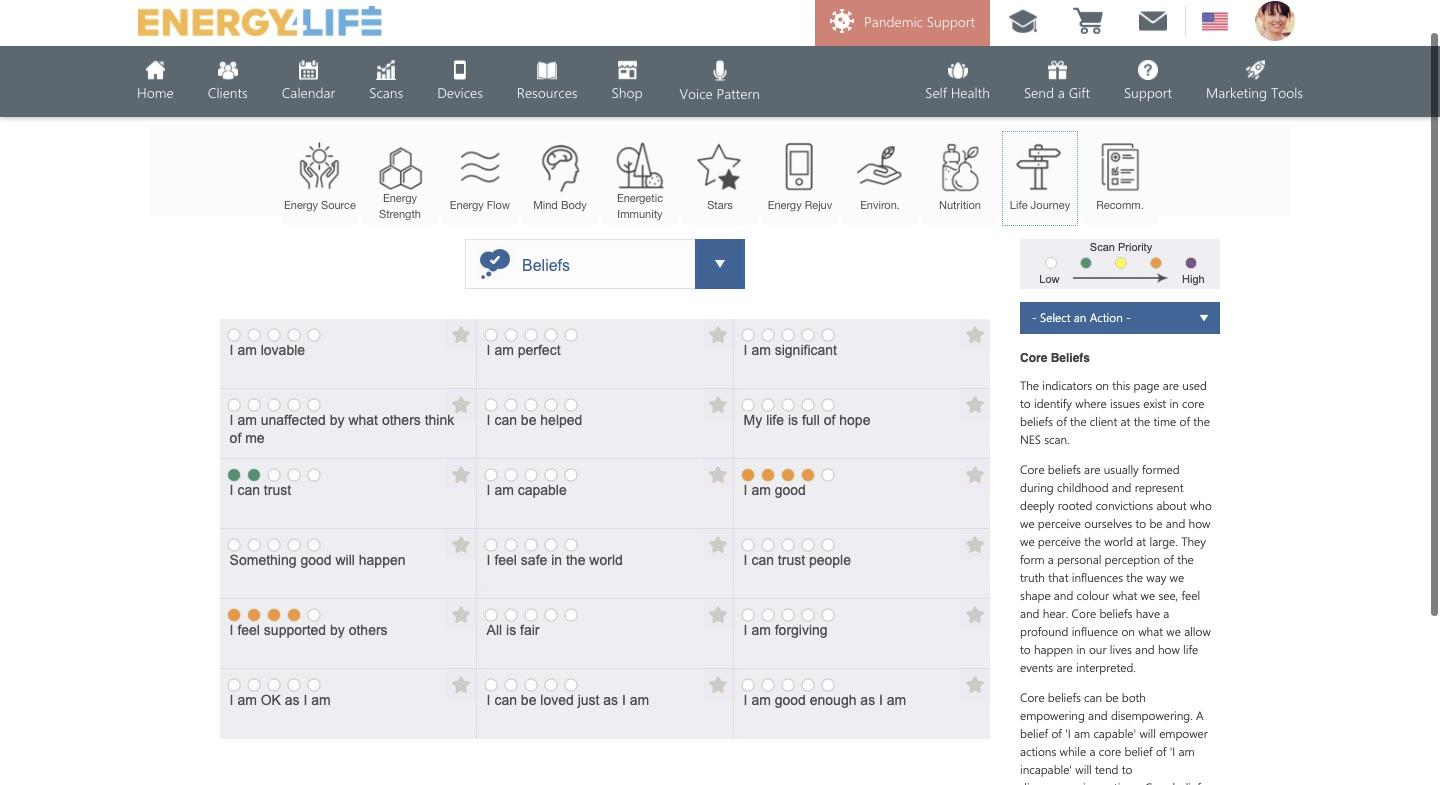 ENERGY4LIFE
Pandemic Support
Home
Clients
Calendar
Scans
Devices
Resources
Shop
Voice Pattern
Self Health
Send a Gift
Support
Marketing Tools
Energy Source
Energy
Strength
Energy Flow
Mind Body
Energetic
Immunity
Stars
Energy Rejuv
Environ.
Nutrition
Life Journey
Recomm.
Beliefs
Scan Priority
Low
High
- Select an Action -
I am lovable
I am perfect
I am significant
I am unaffected by what others think
of me
I can be helped
My life is full of hope
I can trust
I am capable
I am good
Something good will happen
I feel safe in the world
I can trust people
I feel supported by others
All is fair
I am forgiving
I am OK as I am
I can be loved just as I am
I am good enough as I am
Core Beliefs
The indicators on this page are used
to identify where issues exist in core
beliefs of the client at the time of the
NES scan.
Core beliefs are usually formed
during childhood and represent
deeply rooted convictions about who
we perceive ourselves to be and how
we perceive the world at large. They
form a personal perception of the
truth that influences the way we
shape and colour what we see, feel
and hear. Core beliefs have a
profound influence on what we allow
to happen in our lives and how life
events are interpreted.
Core beliefs can be both
empowering and disempowering. A
belief of 'I am capable' will empower
actions while a core belief of 'I am
incapable' will tend to